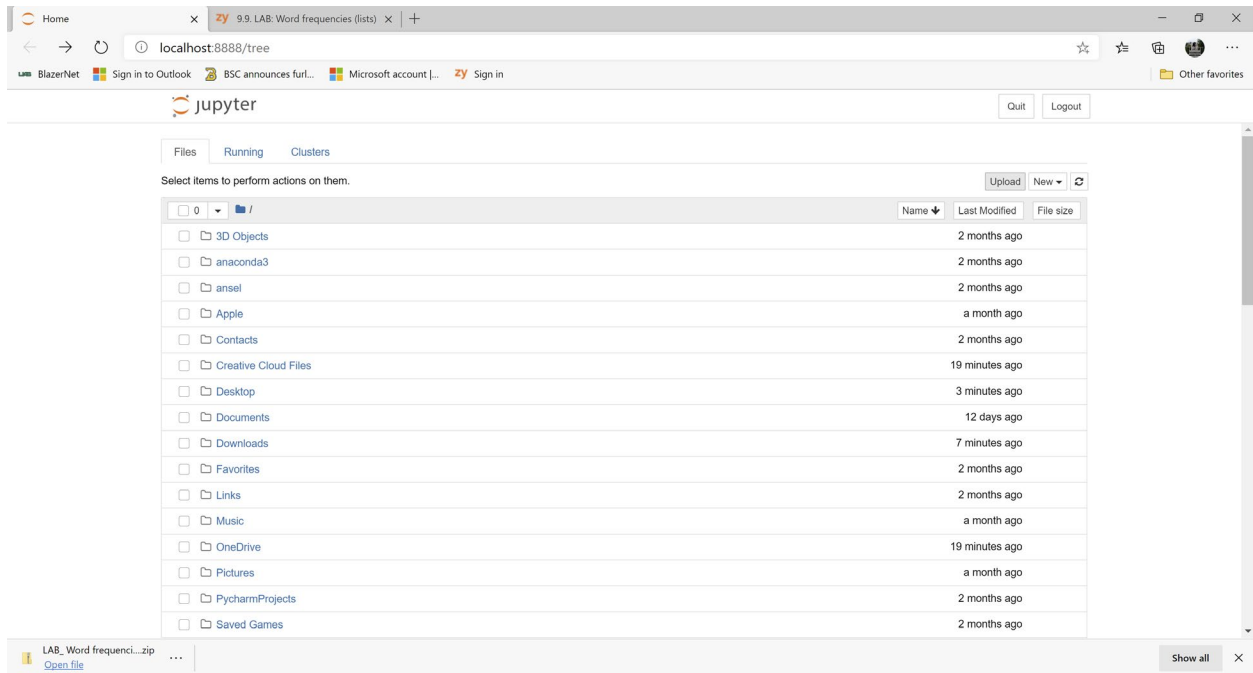 Home
zy 9.9. LAB: Word frequencies (lists)
localhost:8888/tree
UAB BlazerNet Sign in to Outlook BSC announces furl... Microsoft account |... zy Sign in Other favorites
jupyter Quit Logout
Files Running Clusters
Select items to perform actions on them. Upload New
0 / Name Last Modified File size
3D Objects 2 months ago
anaconda3 2 months ago
ansel 2 months ago
Apple a month ago
Contacts 2 months ago
Creative Cloud Files 19 minutes ago
Desktop 3 minutes ago
Documents 12 days ago
Downloads 7 minutes ago
Favorites 2 months ago
Links 2 months ago
Music a month ago
OneDrive 19 minutes ago
Pictures a month ago
PycharmProjects 2 months ago
Saved Games 2 months ago
LAB_ Word frequenci....zip
Open file Show all